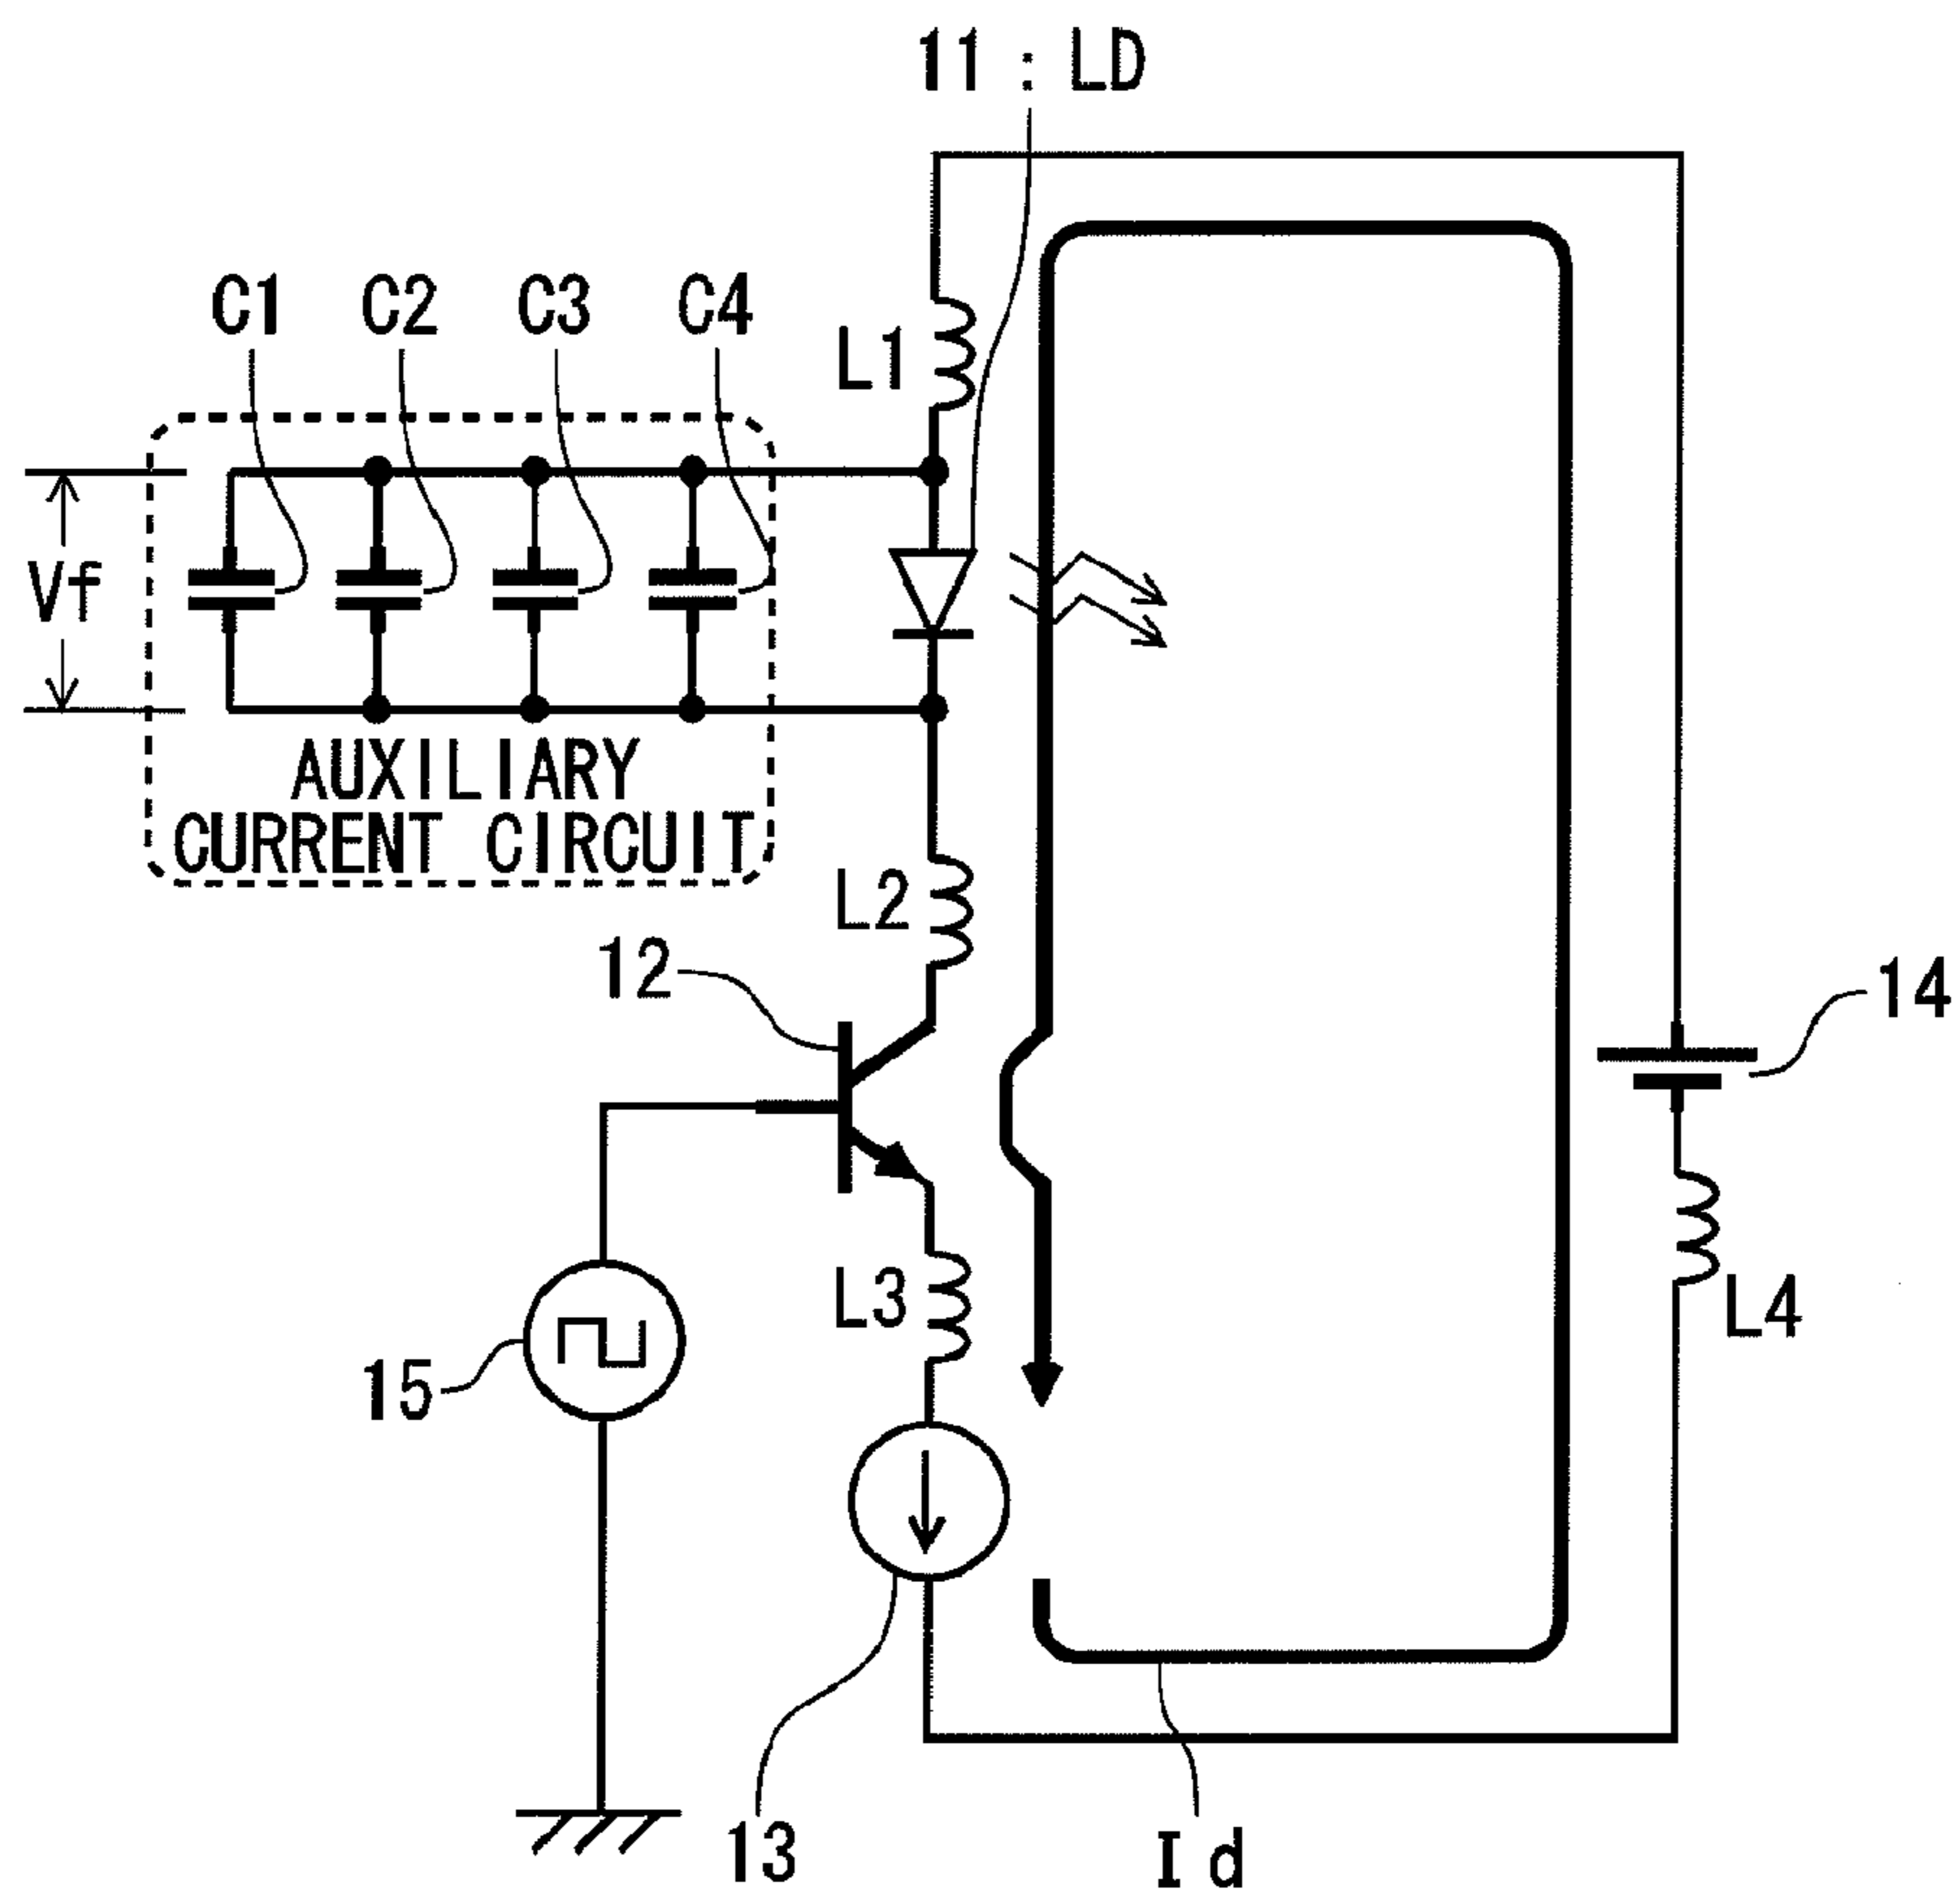 11 : LD
C1 C2 C3 C4
L1
Vf
AUXILIARY
CURRENT CIRCUIT
L2
12
14
L3
L4
15
13
Id